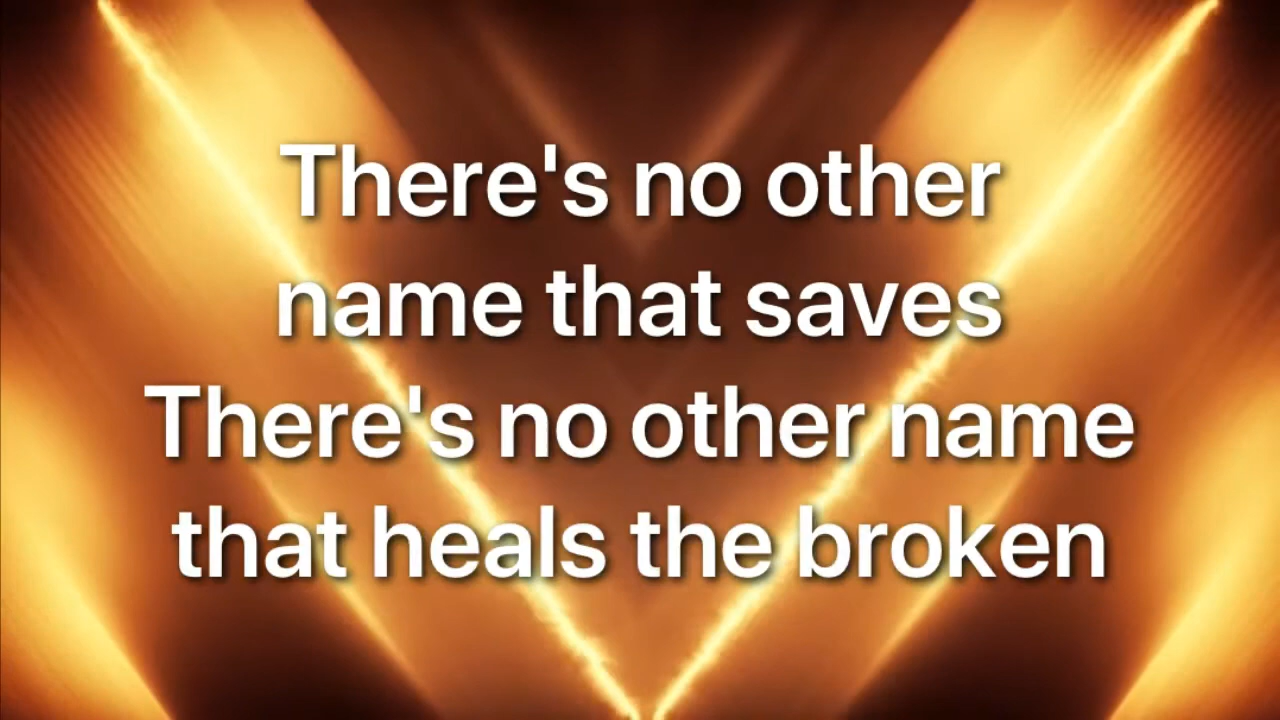 There's no other
name that saves
There's no other name
that heals the broken